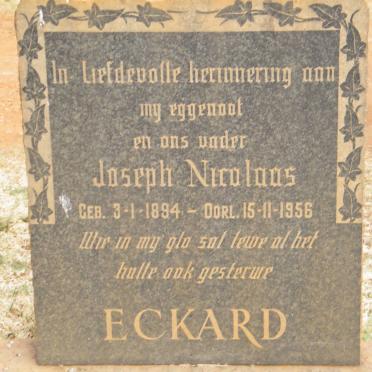 In Liefdevolle herinnering aan
my eggenoot
en ons vader
Joseph Nicolaas
GEB. 3-1-1894 – OORL. 15-11-1956
Wie in my glo sal lewe al het
hulle ook gesterwe
ECKARD